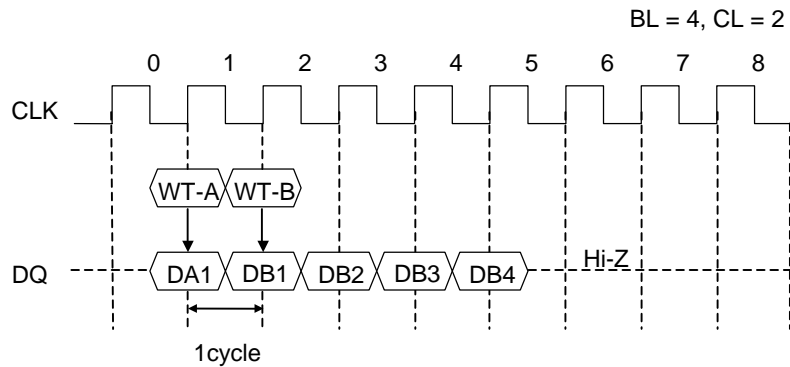 BL = 4, CL = 2
0 1 2 3 4 5 6 7 8
CLK
WT-A WT-B
DQ DA1 DB1 DB2 DB3 DB4 Hi-Z
1cycle